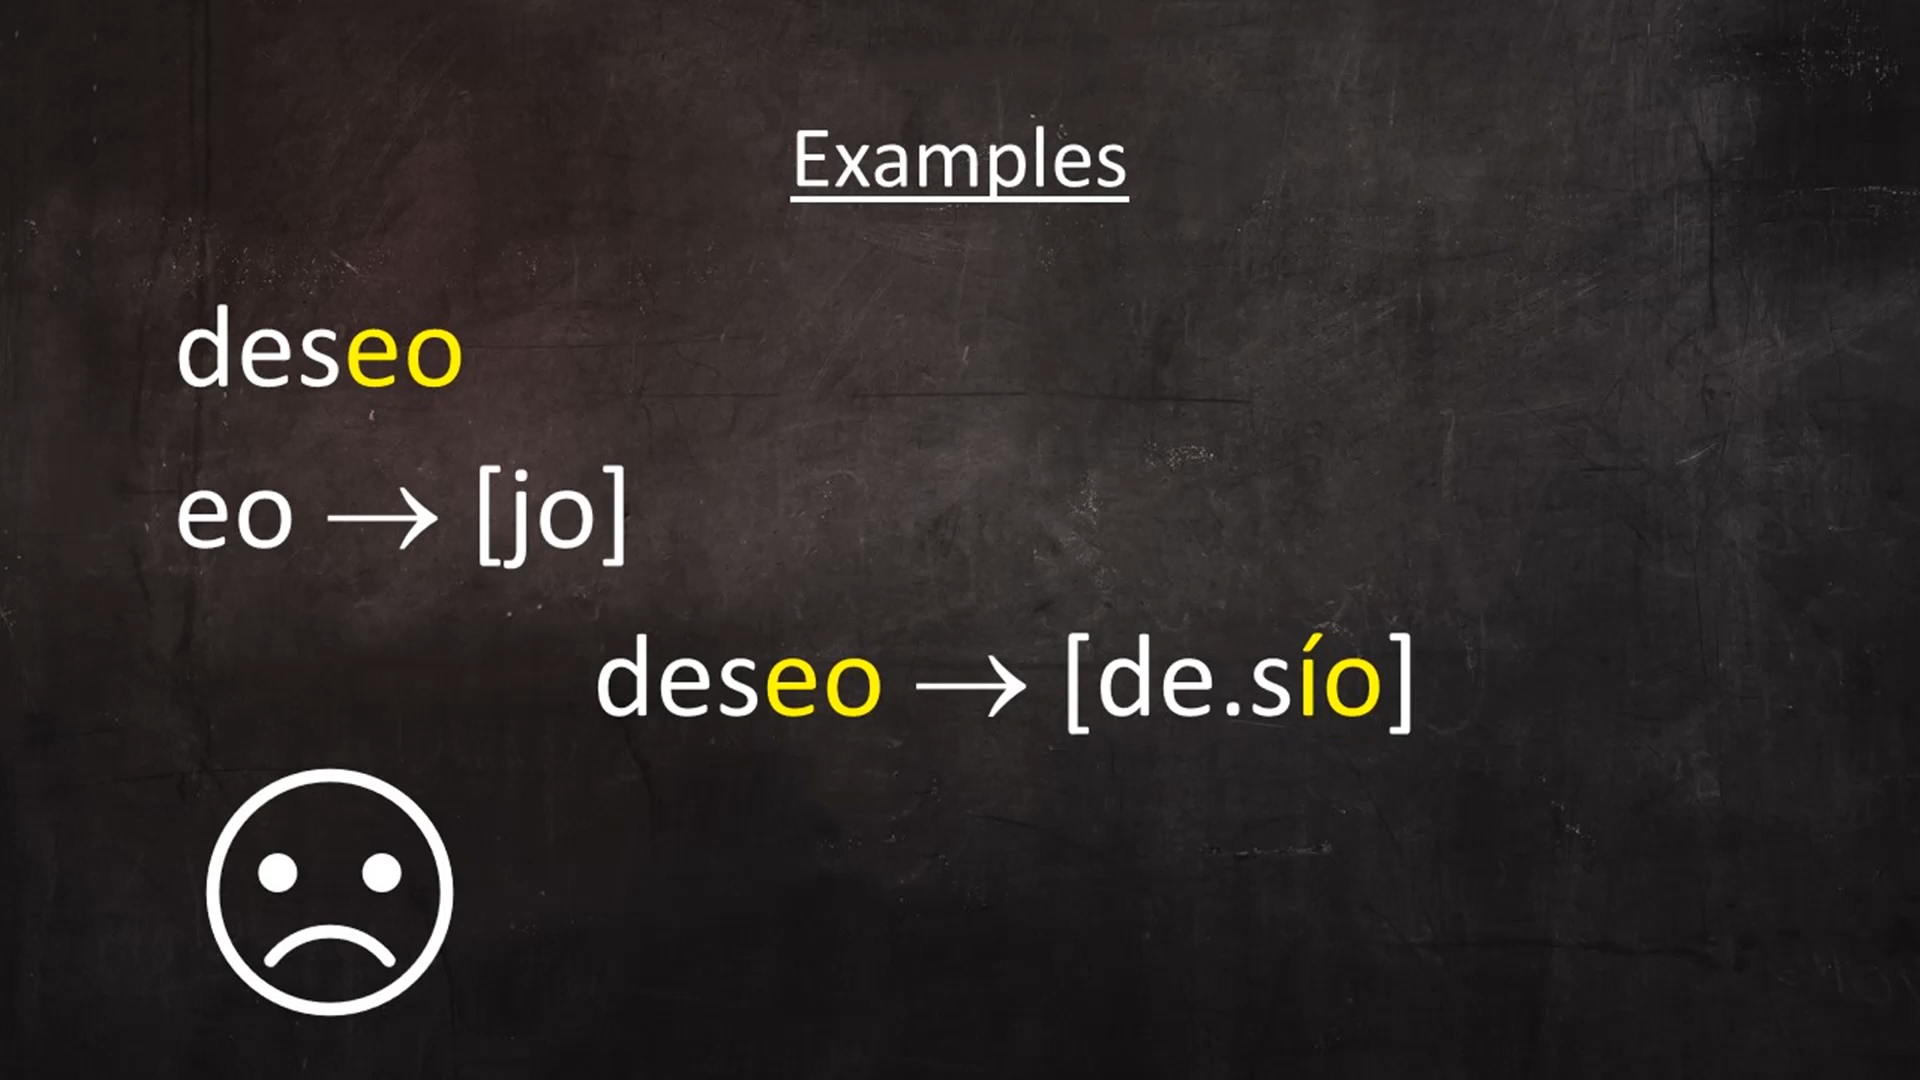 Examples
deseo
eo → [jo]
deseo → [de.sío]